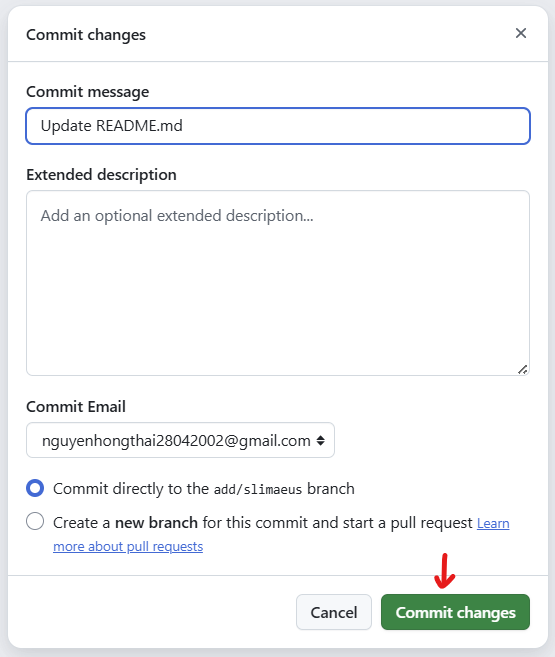 Commit changes
Commit message
Update README.md
Extended description
Add an optional extended description...
Commit Email
nguyenhongthai28042002@gmail.com
Commit directly to the add/slimaeus branch
Create a new branch for this commit and start a pull request Learn
more about pull requests
Cancel
Commit changes